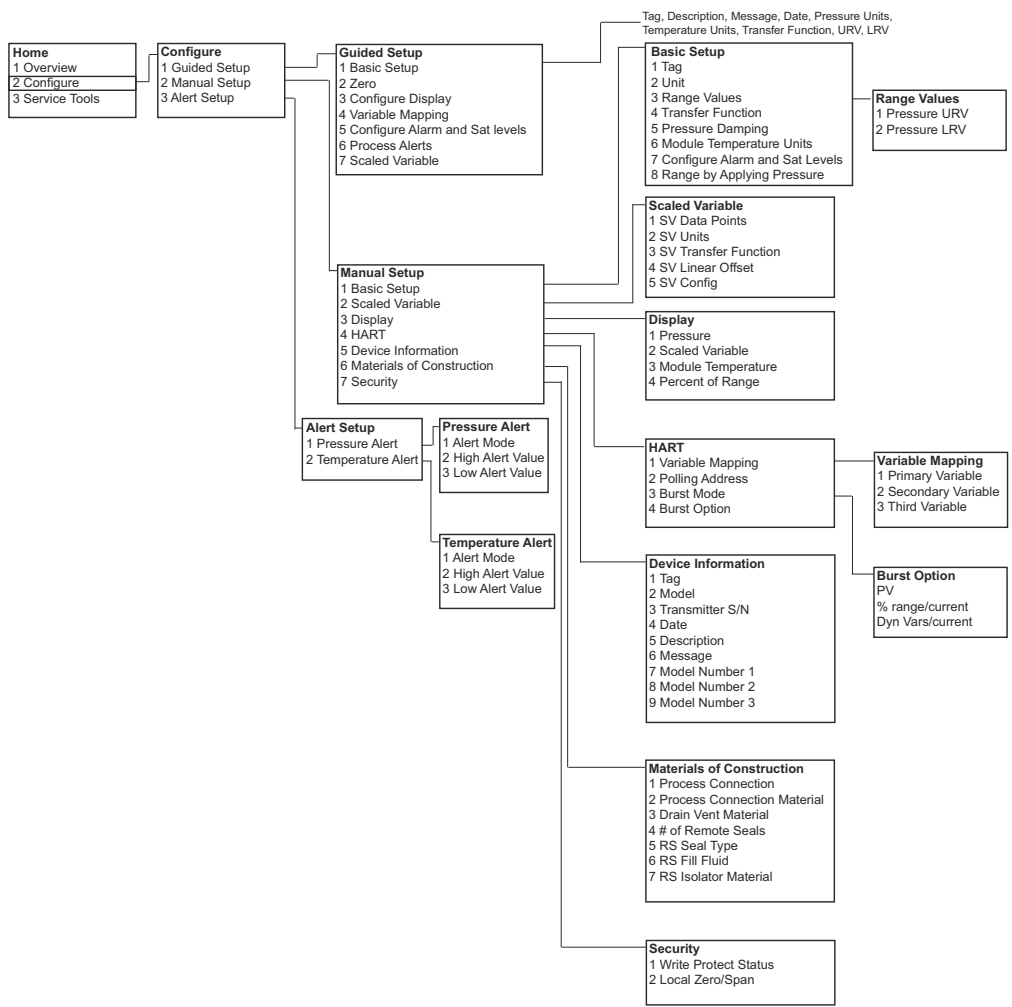 Tag, Description, Message, Date, Pressure Units,
Temperature Units, Transfer Function, URV, LRV
Home
1 Overview
2 Configure
3 Service Tools
Configure
1 Guided Setup
2 Manual Setup
3 Alert Setup
Guided Setup
1 Basic Setup
2 Zero
3 Configure Display
4 Variable Mapping
5 Configure Alarm and Sat levels
6 Process Alerts
7 Scaled Variable
Basic Setup
1 Tag
2 Unit
3 Range Values
4 Transfer Function
5 Pressure Damping
6 Module Temperature Units
7 Configure Alarm and Sat Levels
8 Range by Applying Pressure
Range Values
1 Pressure URV
2 Pressure LRV
Scaled Variable
1 SV Data Points
2 SV Units
3 SV Transfer Function
4 SV Linear Offset
5 SV Config
Manual Setup
1 Basic Setup
2 Scaled Variable
3 Display
4 HART
5 Device Information
6 Materials of Construction
7 Security
Display
1 Pressure
2 Scaled Variable
3 Module Temperature
4 Percent of Range
Alert Setup
1 Pressure Alert
2 Temperature Alert
Pressure Alert
1 Alert Mode
2 High Alert Value
3 Low Alert Value
HART
1 Variable Mapping
2 Polling Address
3 Burst Mode
4 Burst Option
Variable Mapping
1 Primary Variable
2 Secondary Variable
3 Third Variable
Temperature Alert
1 Alert Mode
2 High Alert Value
3 Low Alert Value
Device Information
1 Tag
2 Model
3 Transmitter S/N
4 Date
5 Description
6 Message
7 Model Number 1
8 Model Number 2
9 Model Number 3
Burst Option
PV
% range/current
Dyn Vars/current
Materials of Construction
1 Process Connection
2 Process Connection Material
3 Drain Vent Material
4 # of Remote Seals
5 RS Seal Type
6 RS Fill Fluid
7 RS Isolator Material
Security
1 Write Protect Status
2 Local Zero/Span